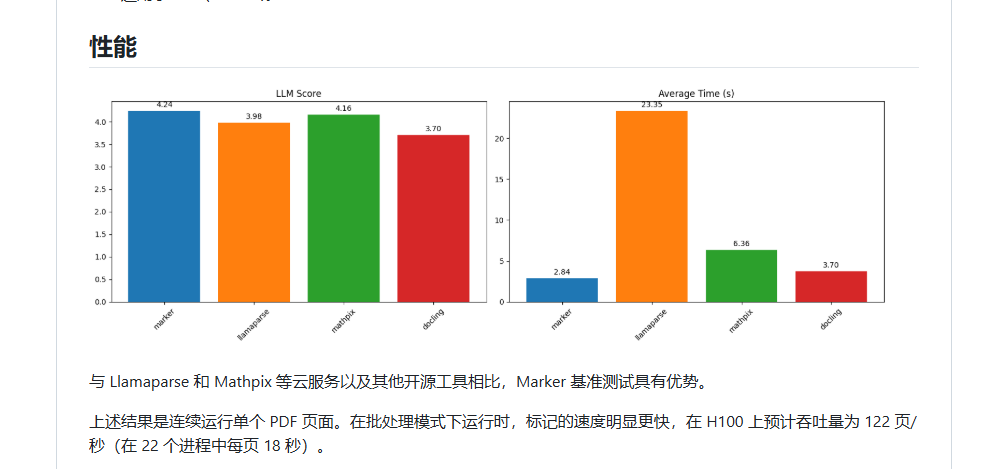 性能
LLM Score
4.24
3.98
4.16
3.70
4.0
3.5
3.0
2.5
2.0
1.5
1.0
0.5
0.0
marker
llamaparse
mathpix
docling
Average Time (s)
23.35
2.84
6.36
3.70
20
15
10
5
0
marker
llamaparse
mathpix
docling
与 Llamaparse 和 Mathpix 等云服务以及其他开源工具相比，Marker 基准测试具有优势。
上述结果是连续运行单个 PDF 页面。在批处理模式下运行时，标记的速度明显更快，在 H100 上预计吞吐量为 122 页/
秒（在 22 个进程中每页 18 秒）。